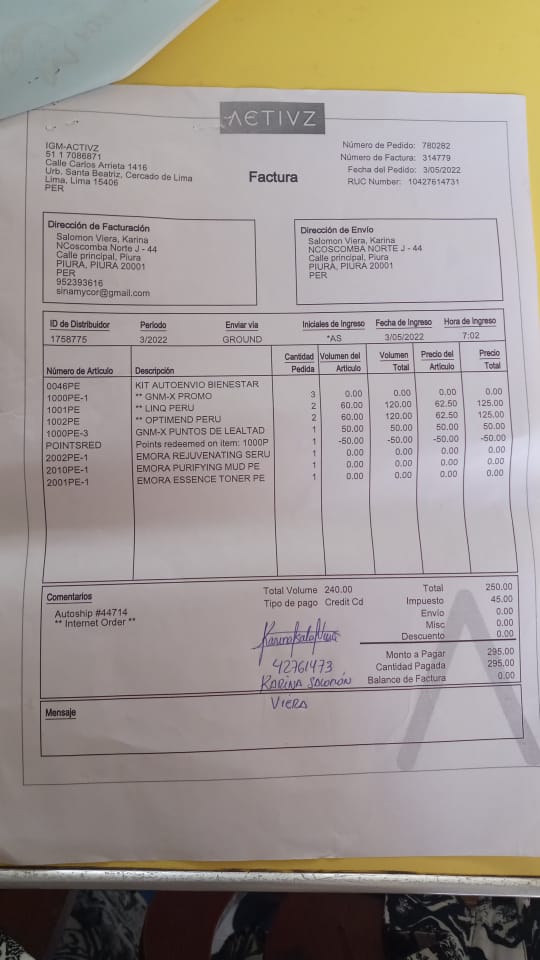 ACTIVZ
IGM-ACTIVZ
51 1 7086871
Calle Carlos Arrieta 1416
Urb. Santa Beatriz, Cercado de Lima
Lima, Lima 15406
PER
Factura
Número de Pedido: 780282
Número de Factura: 314779
Fecha del Pedido: 3/05/2022
RUC Number: 10427614731
Dirección de Facturación
Salomon Viera, Karina
NCoscomba Norte J - 44
Calle principal, Piura
PIURA, PIURA 20001
PER
952393616
sinamycor@gmail.com
Dirección de Envío
Salomon Viera, Karina
NCOSCOMBA NORTE J - 44
Calle principal, Piura
PIURA, PIURA 20001
PER
ID de Distribuidor Periodo Enviar via Iniciales de Ingreso Fecha de Ingreso Hora de Ingreso
1758775 3/2022 GROUND *AS 3/05/2022 7:02
Número de Artículo Descripción Cantidad Pedida Volumen del Artículo Volumen Total Precio del Artículo Precio Total
0046PE KIT AUTOENVIO BIENESTAR 3 0.00 0.00 0.00 0.00
1000PE-1 ** GNM-X PROMO 2 60.00 120.00 62.50 125.00
1001PE ** LINQ PERU 2 60.00 120.00 62.50 125.00
1002PE ** OPTIMEND PERU 1 50.00 50.00 50.00 50.00
1000PE-3 GNM-X PUNTOS DE LEALTAD 1 -50.00 -50.00 -50.00 -50.00
POINTSRED Points redeemed on item: 1000P 1 0.00 0.00 0.00 0.00
2002PE-1 EMORA REJUVENATING SERU 1 0.00 0.00 0.00 0.00
2010PE-1 EMORA PURIFYING MUD PE 1 0.00 0.00 0.00 0.00
2001PE-1 EMORA ESSENCE TONER PE
Comentarios
Autoship #44714
** Internet Order **
Total Volume 240.00
Tipo de pago Credit Cd
Total 250.00
Impuesto 45.00
Envío 0.00
Misc 0.00
Descuento 0.00
Monto a Pagar 295.00
Cantidad Pagada 295.00
Balance de Factura 0.00
42761473
KARINA SALOMÓN
VIERA
Mensaje